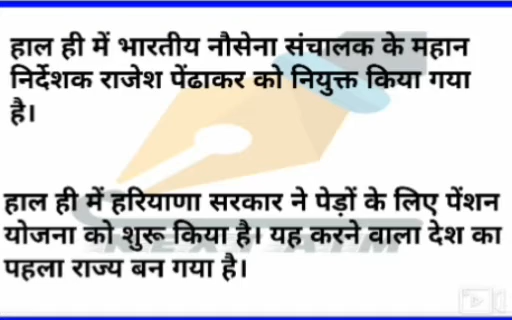 हाल ही में भारतीय नौसेना संचालक के महान
निर्देशक राजेश पेंढाकर को नियुक्त किया गया
है।
हाल ही में हरियाणा सरकार ने पेड़ों के लिए पेंशन
योजना को शुरू किया है। यह करने वाला देश का
पहला राज्य बन गया है।